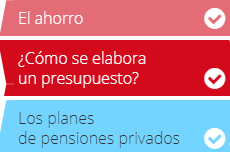 El ahorro
¿Cómo se elabora
un presupuesto?
Los planes
de pensiones privados